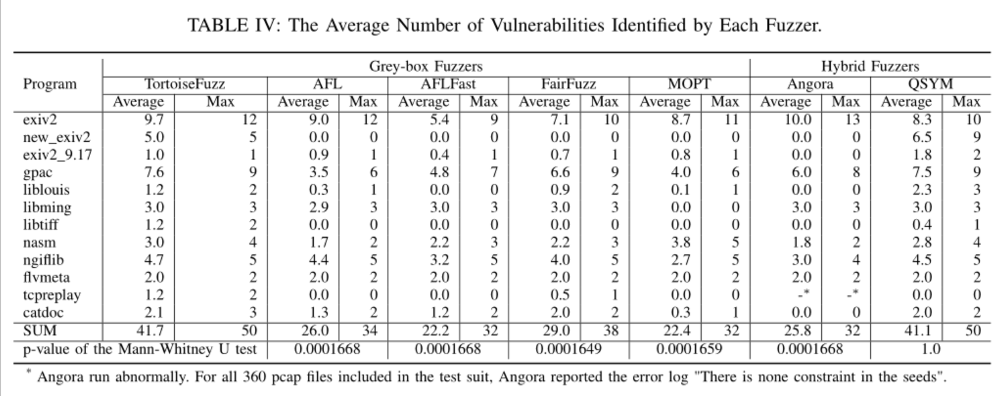 TABLE IV: The Average Number of Vulnerabilities Identified by Each Fuzzer.
Program Grey-box Fuzzers Hybrid Fuzzers
TortoiseFuzz AFL AFLFast FairFuzz MOPT Angora QSYM
Average Max Average Max Average Max Average Max Average Max Average Max Average Max
exiv2 9.7 12 9.0 12 5.4 9 7.1 10 8.7 11 10.0 13 8.3 10
new_exiv2 5.0 5 0.0 0 0.0 0 0.0 0 0.0 0 0.0 0 6.5 9
exiv2_9.17 1.0 1 0.9 1 0.4 1 0.7 1 0.8 1 0.0 0 1.8 2
gpac 7.6 9 3.5 6 4.8 7 6.6 9 4.0 6 6.0 8 7.5 9
liblouis 1.2 2 0.3 1 0.0 0 0.9 2 0.1 1 0.0 0 2.3 3
libming 3.0 3 2.9 3 3.0 3 3.0 3 0.0 0 3.0 3 3.0 3
libtiff 1.2 2 0.0 0 0.0 0 0.0 0 0.0 0 0.0 0 0.4 1
nasm 3.0 4 1.7 2 2.2 3 2.2 3 3.8 5 1.8 2 2.8 4
ngiflib 4.7 5 4.4 5 3.2 5 4.0 5 2.7 5 3.0 4 4.5 5
flvmeta 2.0 2 2.0 2 2.0 2 2.0 2 2.0 2 2.0 2 2.0 2
tcpreplay 1.2 2 0.0 0 0.0 0 0.5 1 0.0 0 -* -* 0.0 0
catdoc 2.1 3 1.3 2 1.2 2 2.0 2 0.3 1 0.0 0 2.0 2
SUM 41.7 50 26.0 34 22.2 32 29.0 38 22.4 32 25.8 32 41.1 50
p-value of the Mann-Whitney U test 0.0001668 0.0001668 0.0001649 0.0001659 0.0001668 1.0
* Angora run abnormally. For all 360 pcap files included in the test suit, Angora reported the error log "There is none constraint in the seeds".